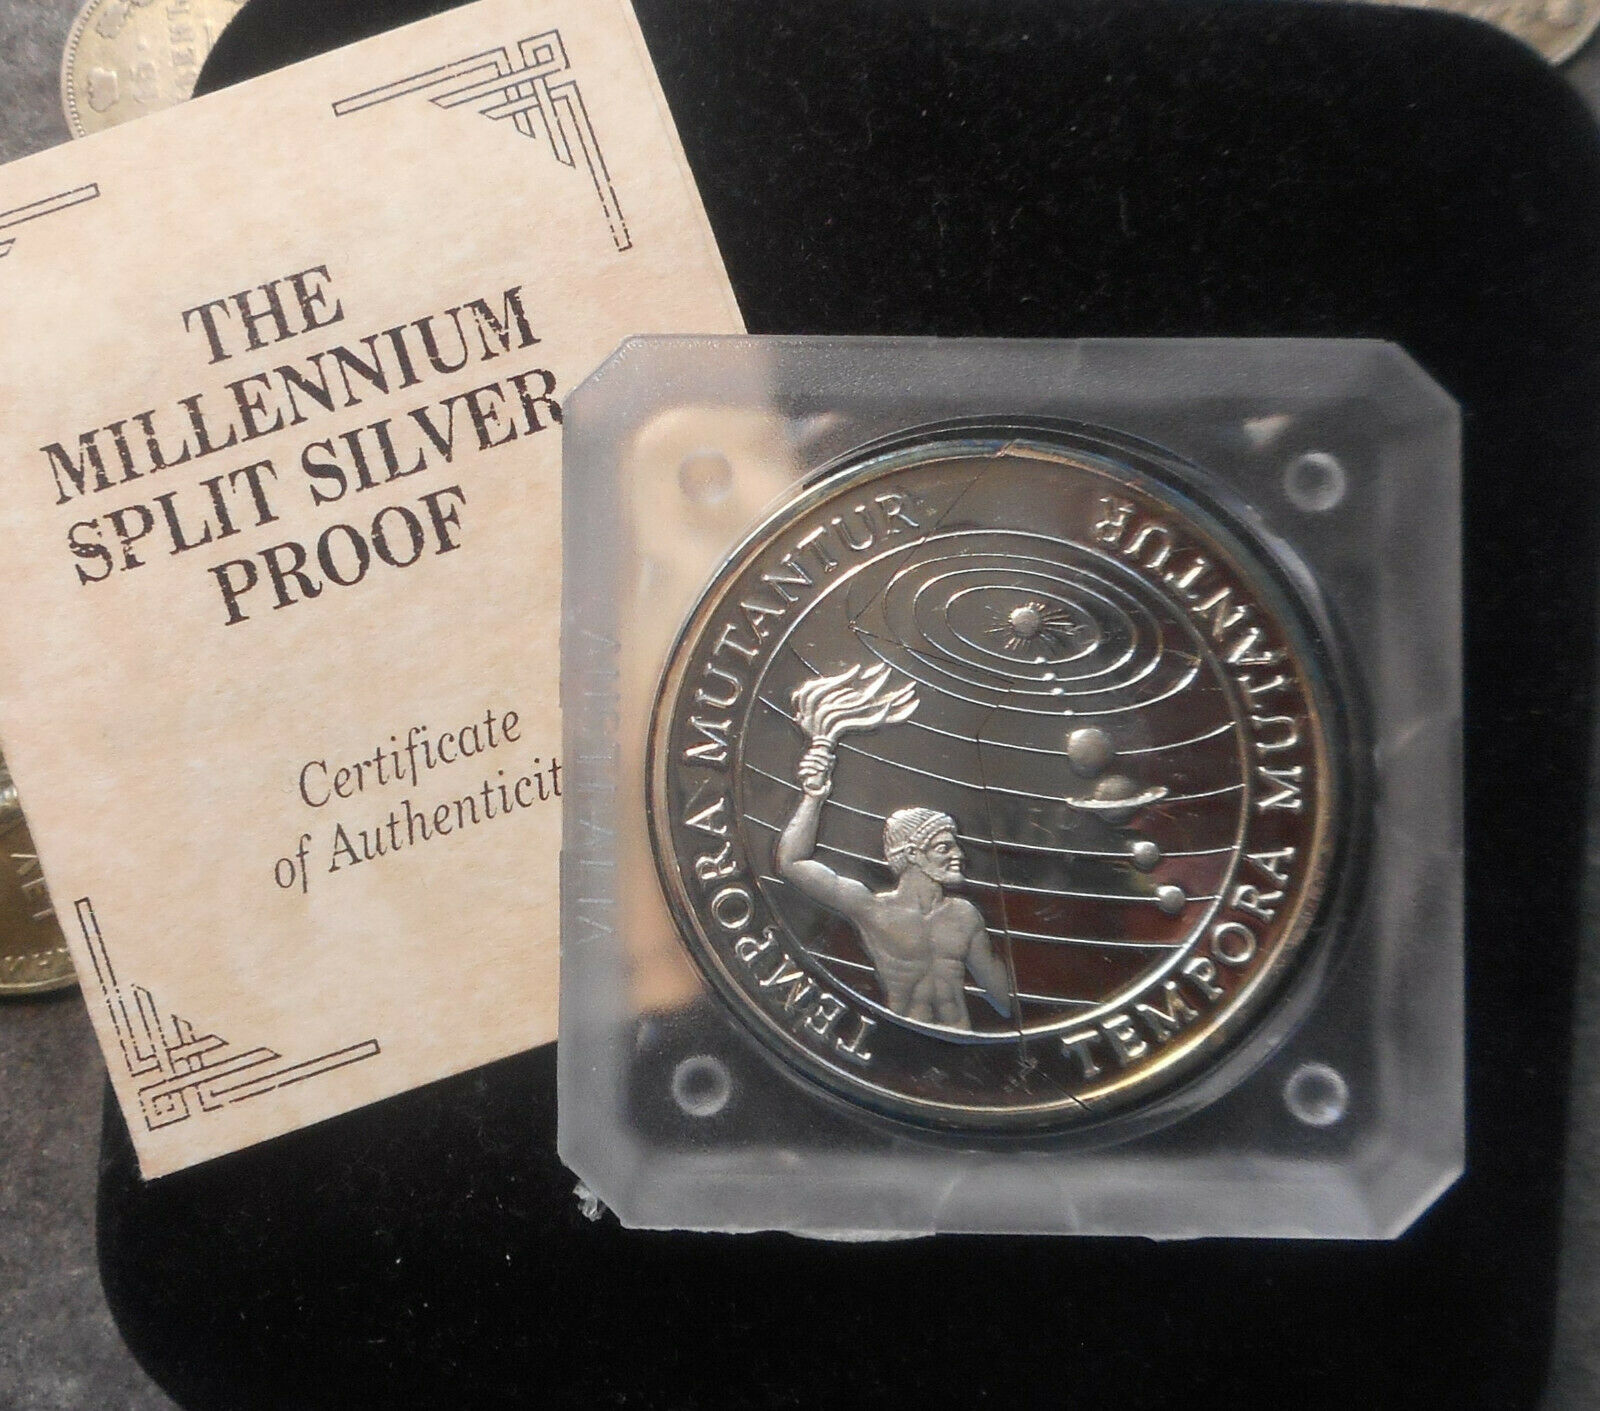 THE
MILLENNIUM
SPLIT SILVER
PROOF
Certificate
of Authenticit
TEMPORA MUTANTUR
TEMPORA MUTANTUR